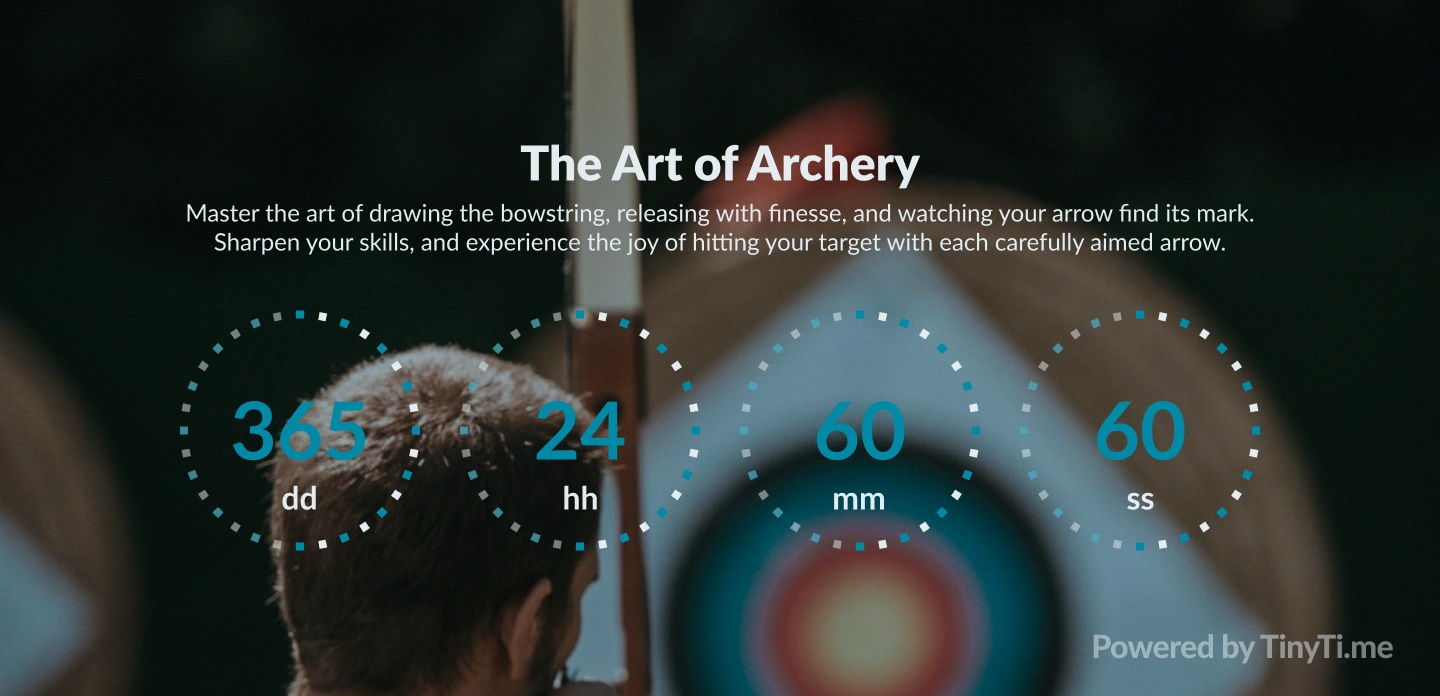 The Art of Archery
Master the art of drawing the bowstring, releasing with finesse, and watching your arrow find its mark.
Sharpen your skills, and experience the joy of hitting your target with each carefully aimed arrow.
365 24 60 60
dd hh mm ss
Powered by TinyTi.me